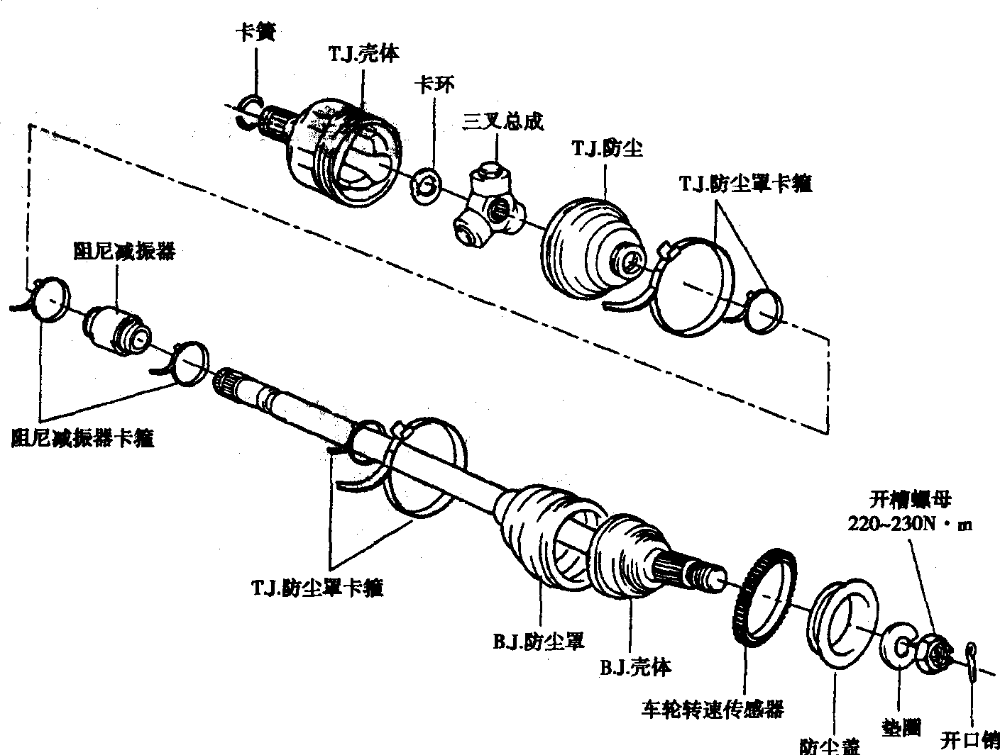 卡簧
T.J.壳体
卡环
三叉总成
T.J.防尘
T.J.防尘罩卡箍
阻尼减振器
阻尼减振器卡箍
开槽螺母
220~230N·m
T.J.防尘罩卡箍
B.J.防尘罩
B.J.壳体
车轮转速传感器
防尘盖
垫圈
开口销